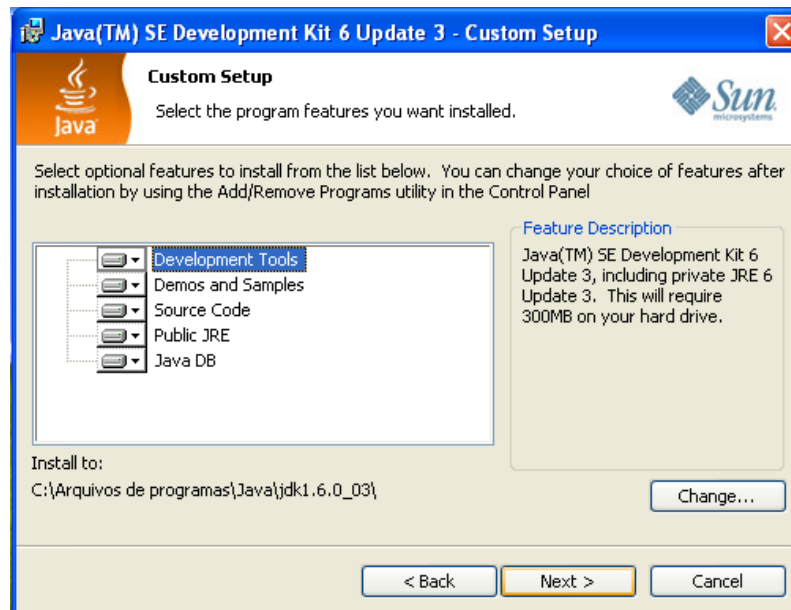 Java(TM) SE Development Kit 6 Update 3 - Custom Setup
Custom Setup
Select the program features you want installed.
Java
Sun
microsystems
Select optional features to install from the list below.  You can change your choice of features after
installation by using the Add/Remove Programs utility in the Control Panel
Development Tools
Demos and Samples
Source Code
Public JRE
Java DB
Feature Description
Java(TM) SE Development Kit 6
Update 3, including private JRE 6
Update 3.  This will require
300MB on your hard drive.
Install to:
C:\Arquivos de programas\Java\jdk1.6.0_03\
Change...
< Back
Next >
Cancel